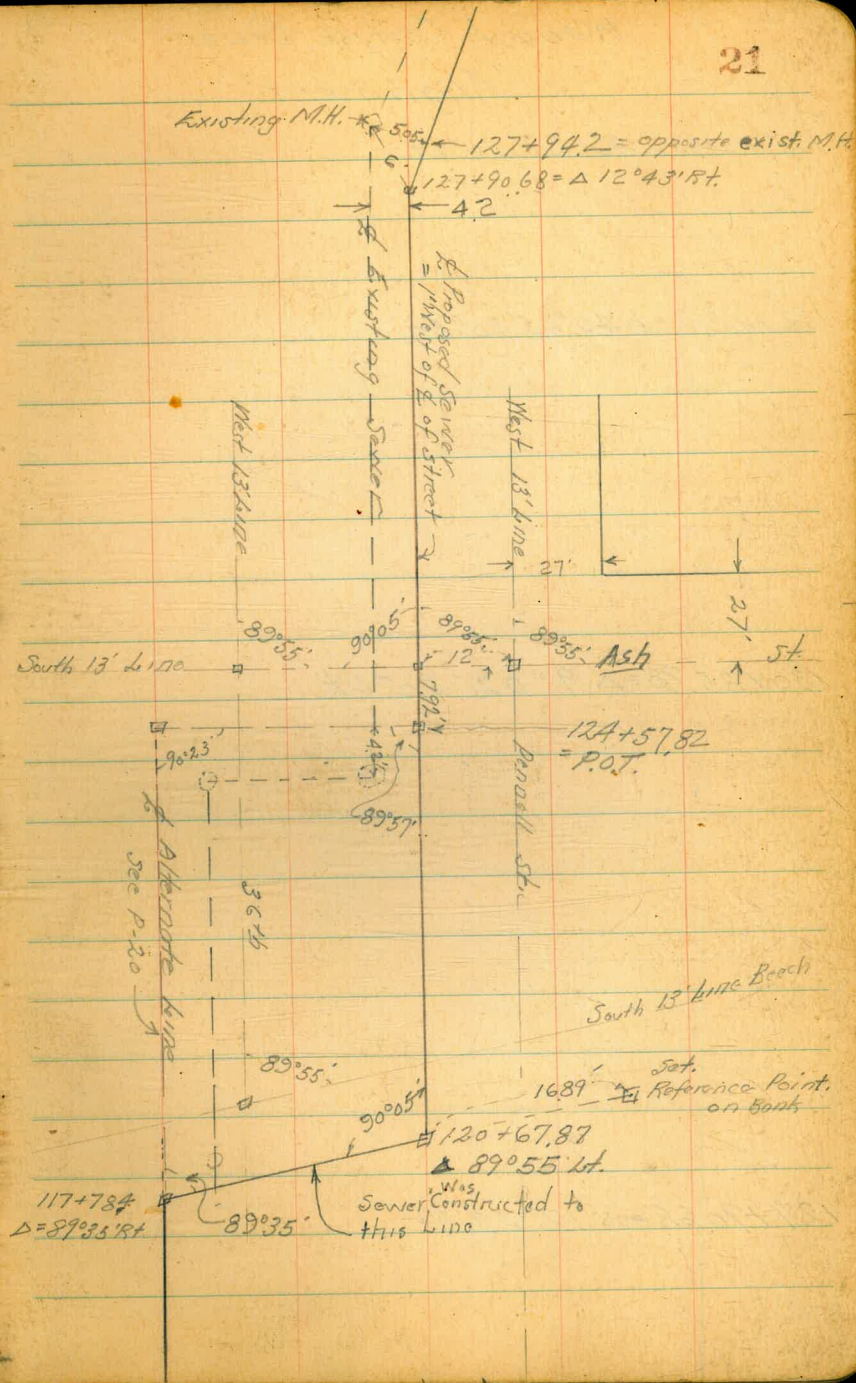 21
Existing M.H.
5.05
127+94.2 = opposite exist. M.H.
6
127+90.68 = Δ 12°43' Rt.
4.2
℄ Existing Sewer
℄ Proposed Sewer
= 1' West of ℄ of Street
West 13' Line
West 13' Line
27'
27'
89°55'
90°05'
89°55'
89°55'
South 13' Line
12
Ash St.
7.92'
124+57.82
= P.O.T.
90°23'
89°57'
Pennell St.
℄ Alternate Line
See P-20
36th
South 13' Line Beech
89°55'
90°05'
16.89'
Set.
Reference Point.
on Bank
120+67.87
Δ 89°55' Lt.
117+78.4
Δ=89°35' Rt
89°35'
Was
Sewer Constructed to
this Line